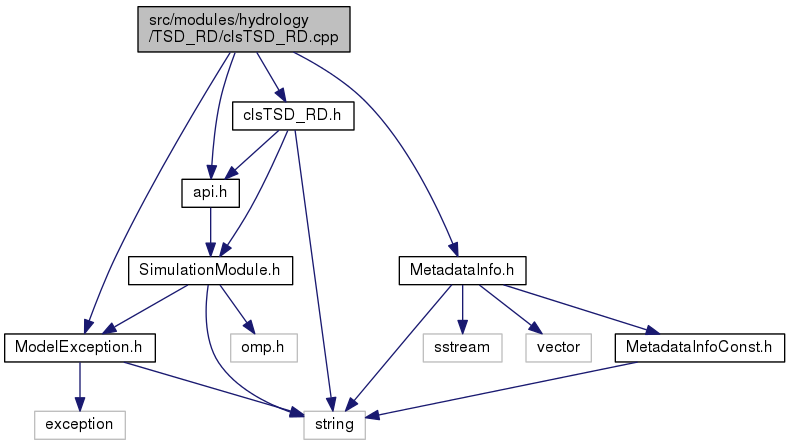 src/modules/hydrology
/TSD_RD/clsTSD_RD.cpp
clsTSD_RD.h
api.h
SimulationModule.h
MetadataInfo.h
ModelException.h
omp.h
sstream
vector
MetadataInfoConst.h
exception
string